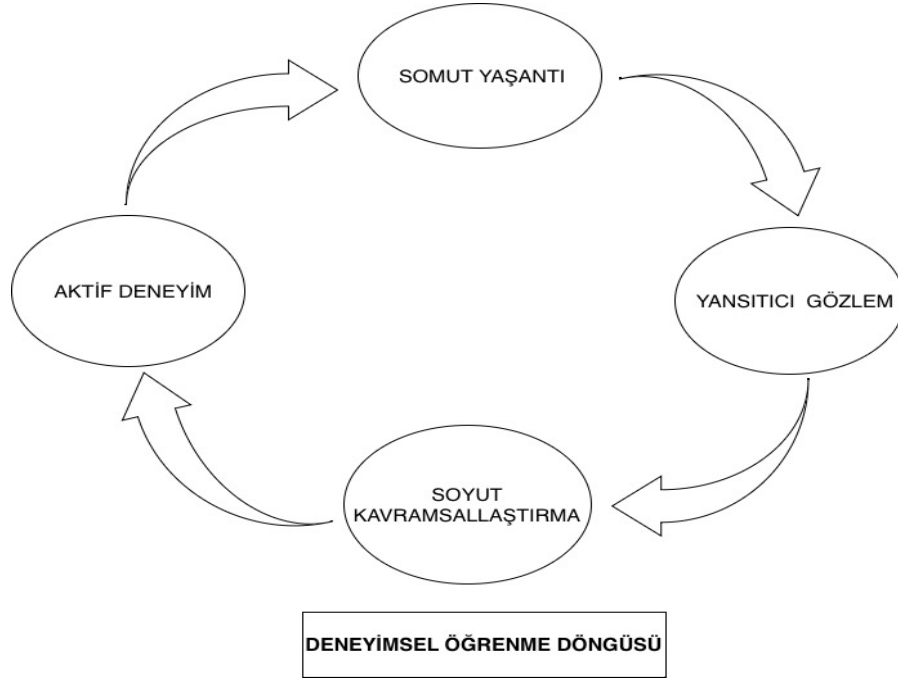 SOMUT YAŞANTI
AKTİF DENEYİM
YANSITICI GÖZLEM
SOYUT
KAVRAMSALLAŞTIRMA
DENEYİMSEL ÖĞRENME DÖNGÜSÜ